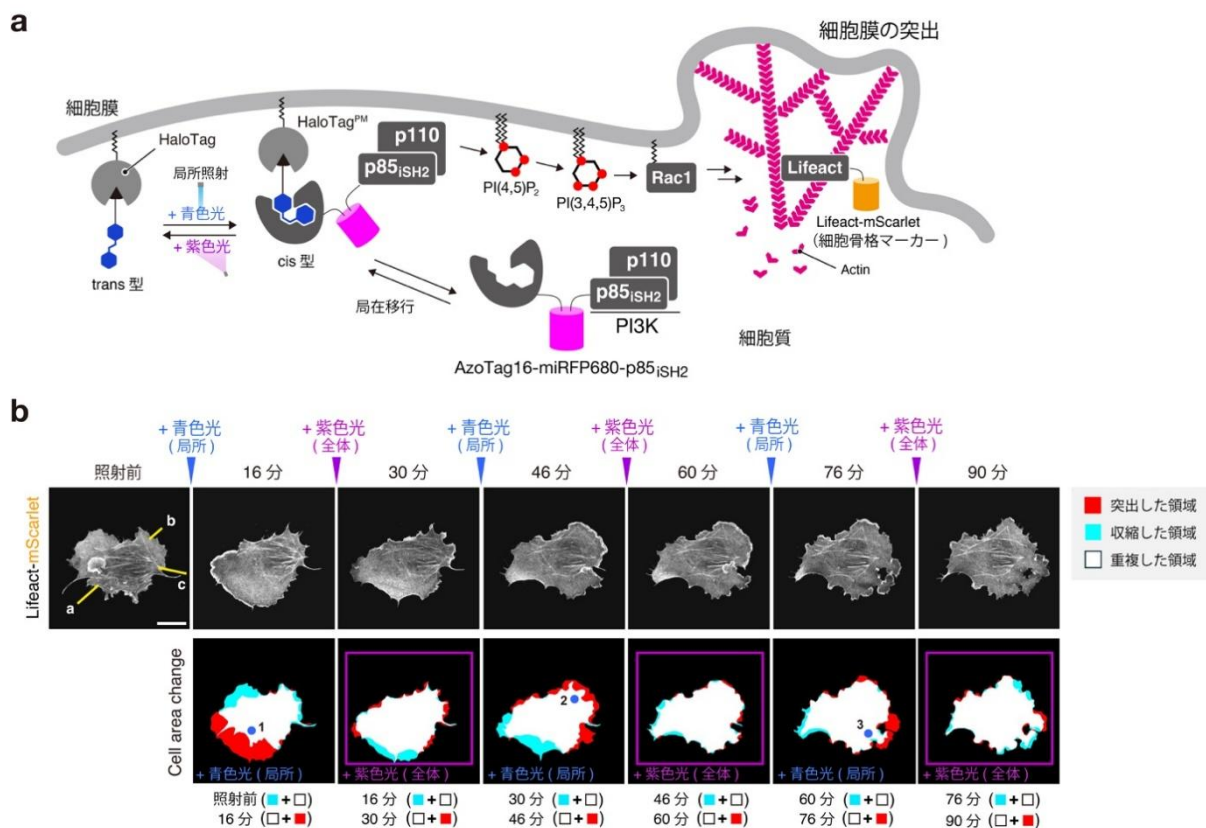 a
細胞膜の突出
細胞膜
HaloTag
HaloTagPM
p110
p85iSH2
局所照射
+ 青色光
+ 紫色光
trans 型
cis 型
PI(4,5)P2
PI(3,4,5)P3
Rac1
Lifeact
Lifeact-mScarlet
(細胞骨格マーカー)
Actin
局在移行
p110
p85iSH2
PI3K
細胞質
AzoTag16-miRFP680-p85iSH2
b
+ 青色光
(局所)
+ 紫色光
(全体)
+ 青色光
(局所)
+ 紫色光
(全体)
+ 青色光
(局所)
+ 紫色光
(全体)
照射前
16 分
30 分
46 分
60 分
76 分
90 分
Lifeact-mScarlet
a
b
c
突出した領域
収縮した領域
重複した領域
Cell area change
1
2
3
+ 青色光 ( 局所 )
+ 紫色光 ( 全体 )
+ 青色光 ( 局所 )
+ 紫色光 ( 全体 )
+ 青色光 ( 局所 )
+ 紫色光 ( 全体 )
照射前 ( + )
16 分 ( + )
16 分 ( + )
30 分 ( + )
30 分 ( + )
46 分 ( + )
46 分 ( + )
60 分 ( + )
60 分 ( + )
76 分 ( + )
76 分 ( + )
90 分 ( + )